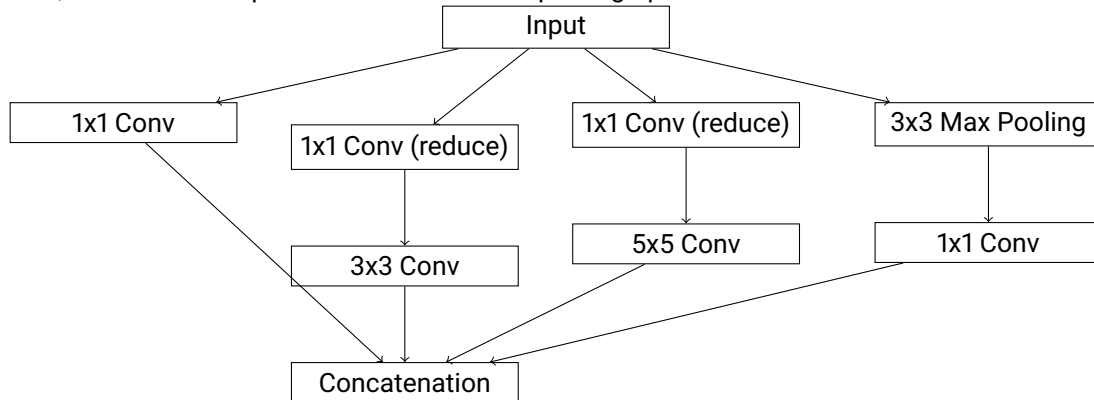 Input
1x1 Conv
1x1 Conv (reduce)
1x1 Conv (reduce)
3x3 Max Pooling
3x3 Conv
5x5 Conv
1x1 Conv
Concatenation